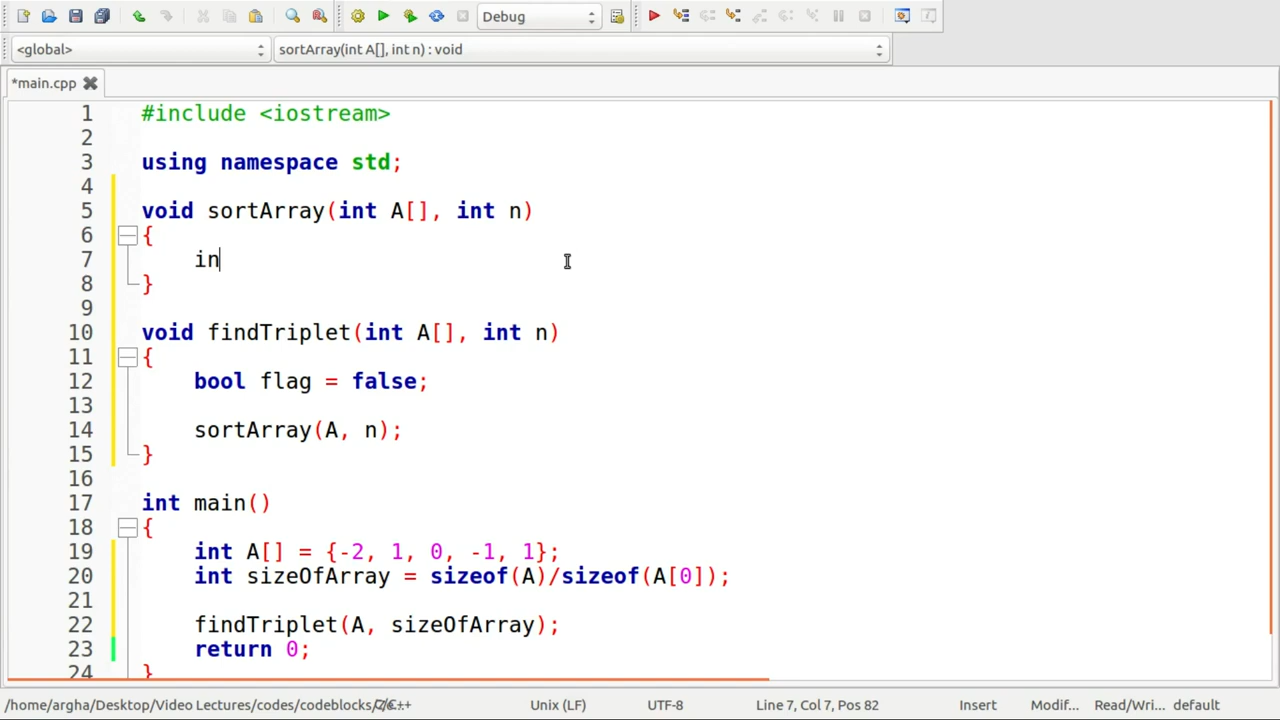 Debug
<global> sortArray(int A[], int n) : void
*main.cpp
1 #include <iostream>
2
3 using namespace std;
4
5 void sortArray(int A[], int n)
6 {
7 in
8 }
9
10 void findTriplet(int A[], int n)
11 {
12 bool flag = false;
13
14 sortArray(A, n);
15 }
16
17 int main()
18 {
19 int A[] = {-2, 1, 0, -1, 1};
20 int sizeOfArray = sizeof(A)/sizeof(A[0]);
21
22 findTriplet(A, sizeOfArray);
23 return 0;
24 }
/home/argha/Desktop/Video Lectures/codes/codeblocks/ C/C++ Unix (LF) UTF-8 Line 7, Col 7, Pos 82 Insert Modif... Read/Wri... default